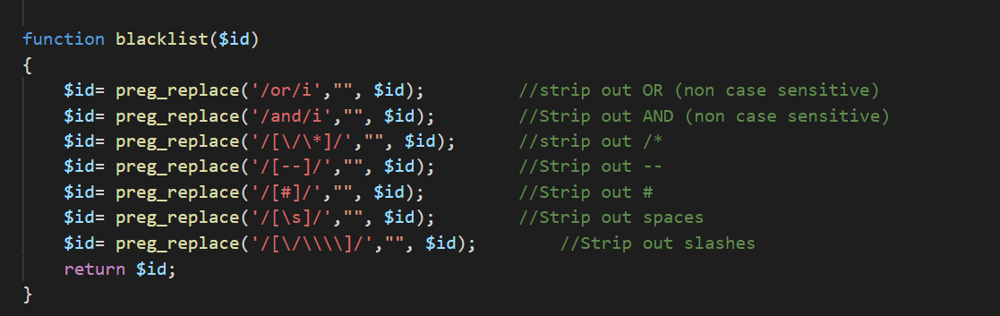 function blacklist($id)
{
    $id= preg_replace('/or/i',"", $id);         //strip out OR (non case sensitive)
    $id= preg_replace('/and/i',"", $id);        //Strip out AND (non case sensitive)
    $id= preg_replace('/[\/\*]/',"", $id);      //strip out /*
    $id= preg_replace('/[--]/',"", $id);        //Strip out --
    $id= preg_replace('/[#]/',"", $id);         //Strip out #
    $id= preg_replace('/[\s]/',"", $id);        //Strip out spaces
    $id= preg_replace('/[\/\\\\]/',"", $id);        //Strip out slashes
    return $id;
}